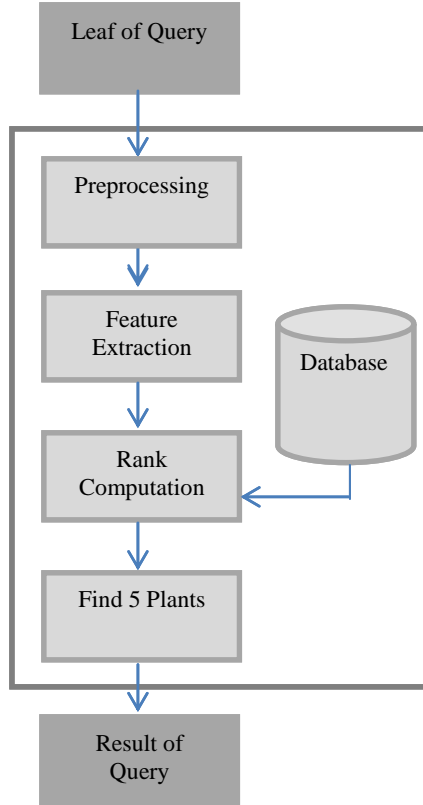 Leaf of Query
Preprocessing
Feature
Extraction
Database
Rank
Computation
Find 5 Plants
Result of
Query